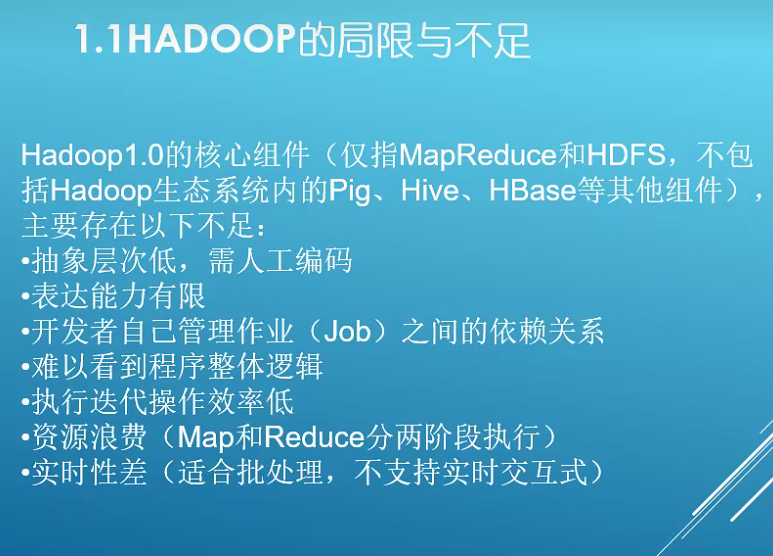 1.1HADOOP的局限与不足
Hadoop1.0的核心组件（仅指MapReduce和HDFS，不包
括Hadoop生态系统内的Pig、Hive、HBase等其他组件），
主要存在以下不足：
•抽象层次低，需人工编码
•表达能力有限
•开发者自己管理作业（Job）之间的依赖关系
•难以看到程序整体逻辑
•执行迭代操作效率低
•资源浪费（Map和Reduce分两阶段执行）
•实时性差（适合批处理，不支持实时交互式）